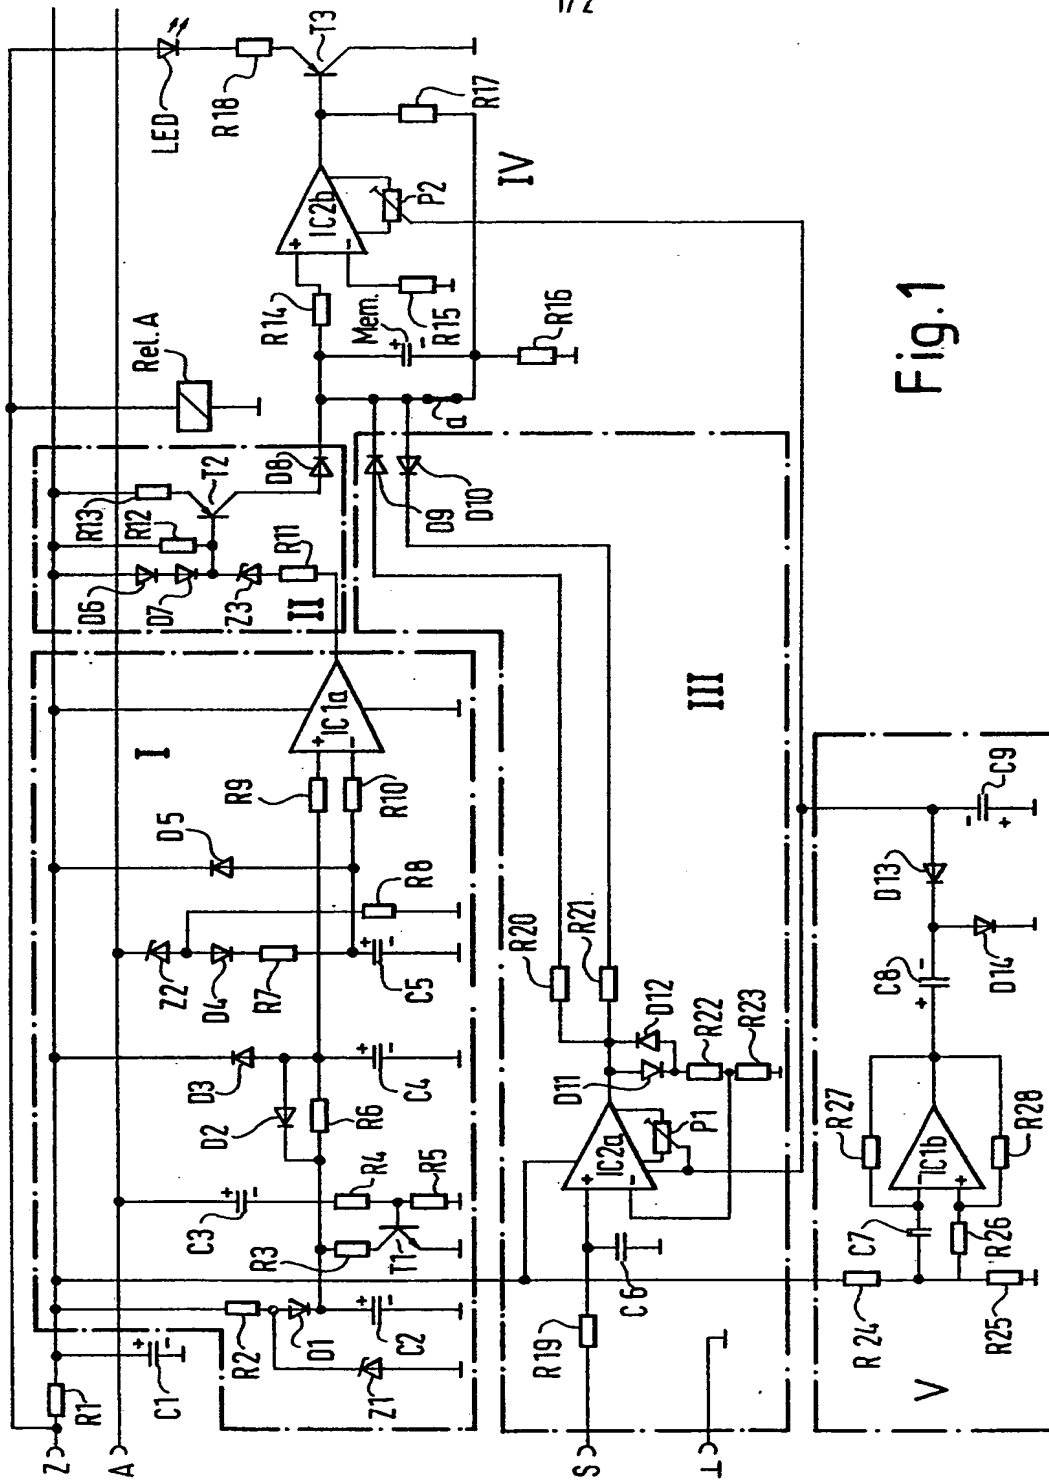 1/2
Z
A
R1
C1
I
R2
D1
Z1
C2
R3
T1
C3
R4
R5
D2
D3
R6
C4
Z2
D4
R7
C5
R8
D5
R9
R10
IC1a
+
-
II
D6
D7
Z3
R11
R12
R13
T2
D8
Rel.A
LED
R18
T3
R14
IC2b
+
-
P2
R17
IV
Mem.
+
-
R15
R16
a
D9
D10
III
S
R19
C6
IC2a
+
-
P1
D11
D12
R20
R21
R22
R23
V
R24
R25
C7
R26
R27
IC1b
-
+
R28
C8
+
-
D13
D14
C9
-
+
Fig.1